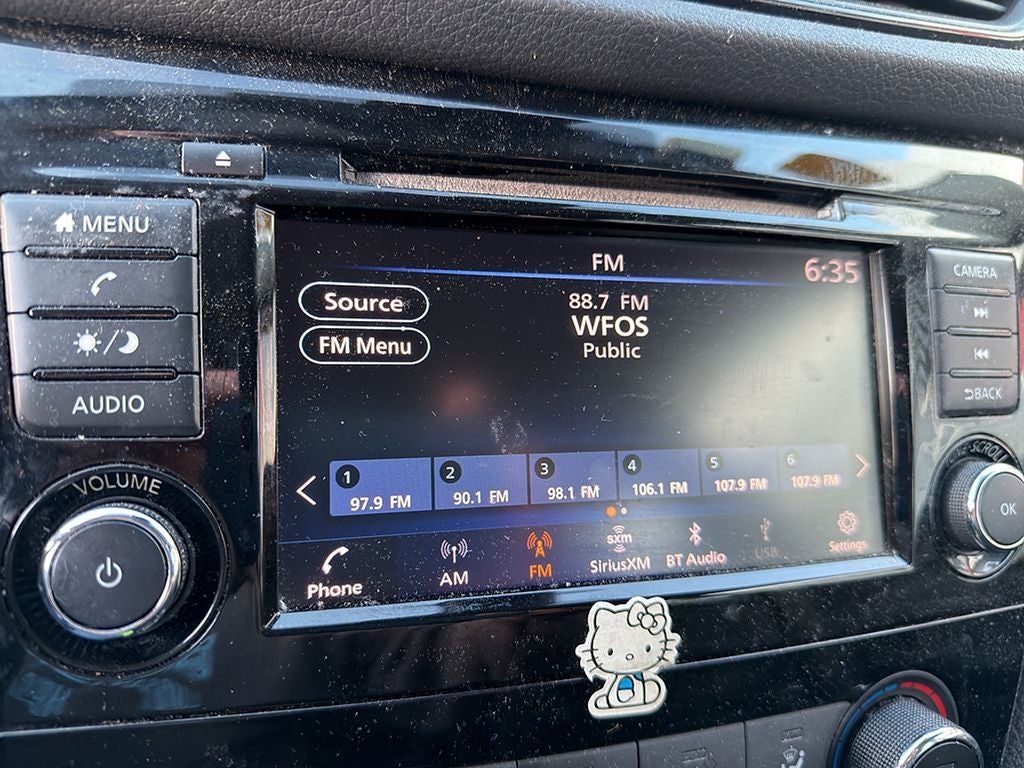 MENU
AUDIO
VOLUME
FM
6:35
Source
FM Menu
88.7 FM
WFOS
Public
1
97.9 FM
2
90.1 FM
3
98.1 FM
4
106.1 FM
5
107.9 FM
6
107.9 FM
Phone
AM
FM
sxm
SiriusXM
BT Audio
USB
Settings
CAMERA
BACK
SCROLL
OK